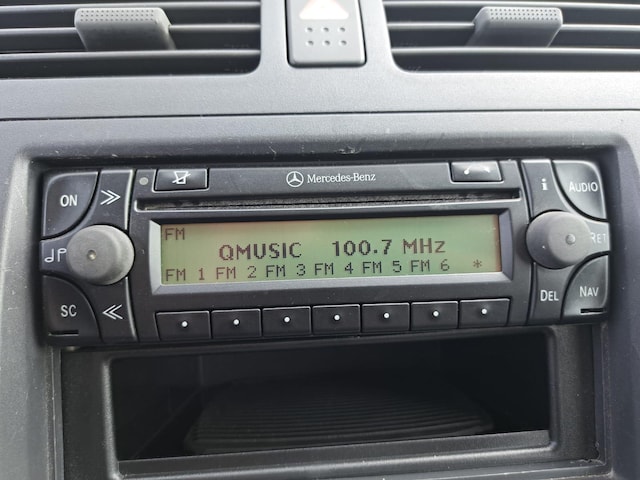 Mercedes-Benz
ON
i
AUDIO
FM
QMUSIC 100.7 MHz
FM 1 FM 2 FM 3 FM 4 FM 5 FM 6 *
RET
SC
DEL
NAV